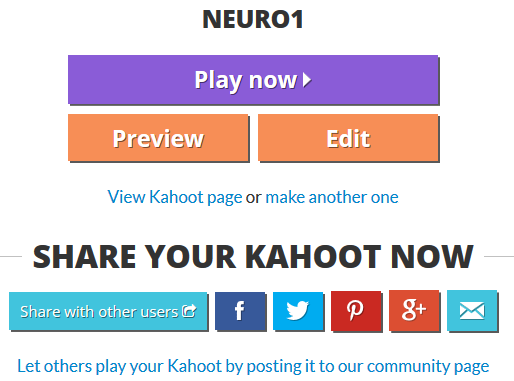 NEURO1
Play now
Preview Edit
View Kahoot page or make another one
SHARE YOUR KAHOOT NOW
Share with other users f g+
Let others play your Kahoot by posting it to our community page